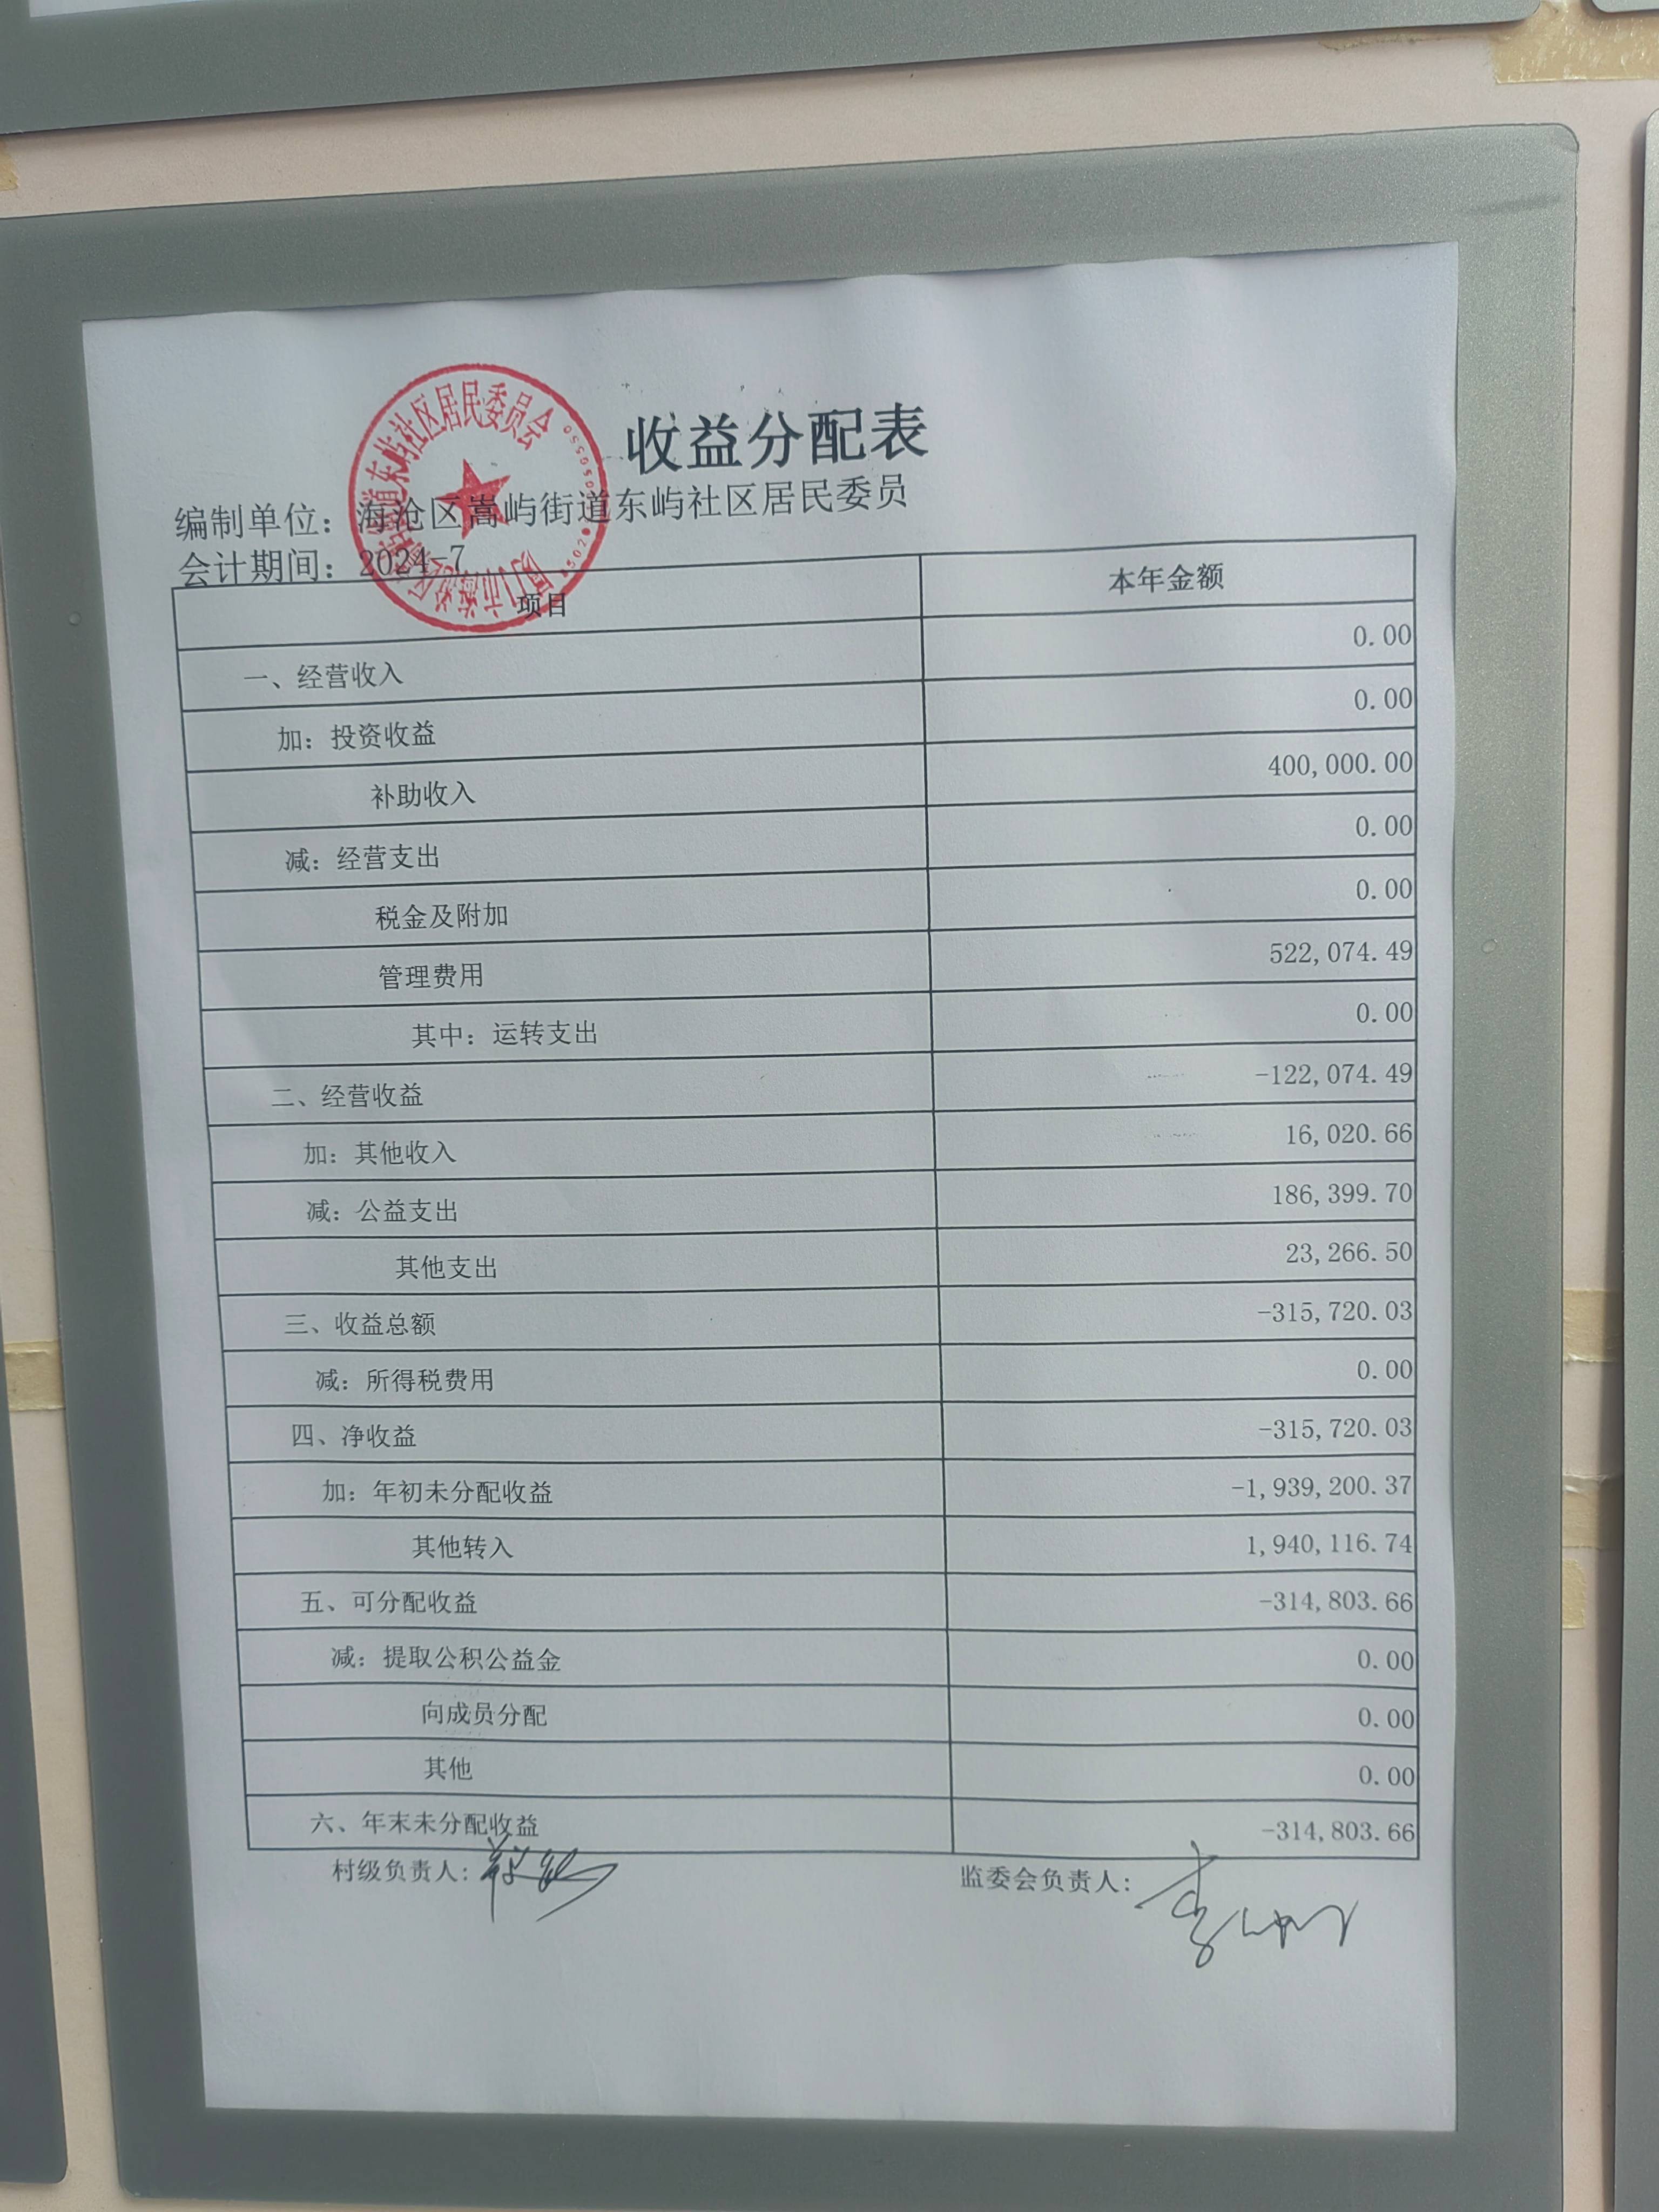 收益分配表
编制单位：海沧区嵩屿街道东屿社区居民委员
会计期间：2024-7
项目 本年金额
一、经营收入 0.00
加：投资收益 0.00
补助收入 400,000.00
减：经营支出 0.00
税金及附加 0.00
管理费用 522,074.49
其中：运转支出 0.00
二、经营收益 -122,074.49
加：其他收入 16,020.66
减：公益支出 186,399.70
其他支出 23,266.50
三、收益总额 -315,720.03
减：所得税费用 0.00
四、净收益 -315,720.03
加：年初未分配收益 -1,939,200.37
其他转入 1,940,116.74
五、可分配收益 -314,803.66
减：提取公积公益金 0.00
向成员分配 0.00
其他 0.00
六、年末未分配收益 -314,803.66
村级负责人： 监委会负责人：